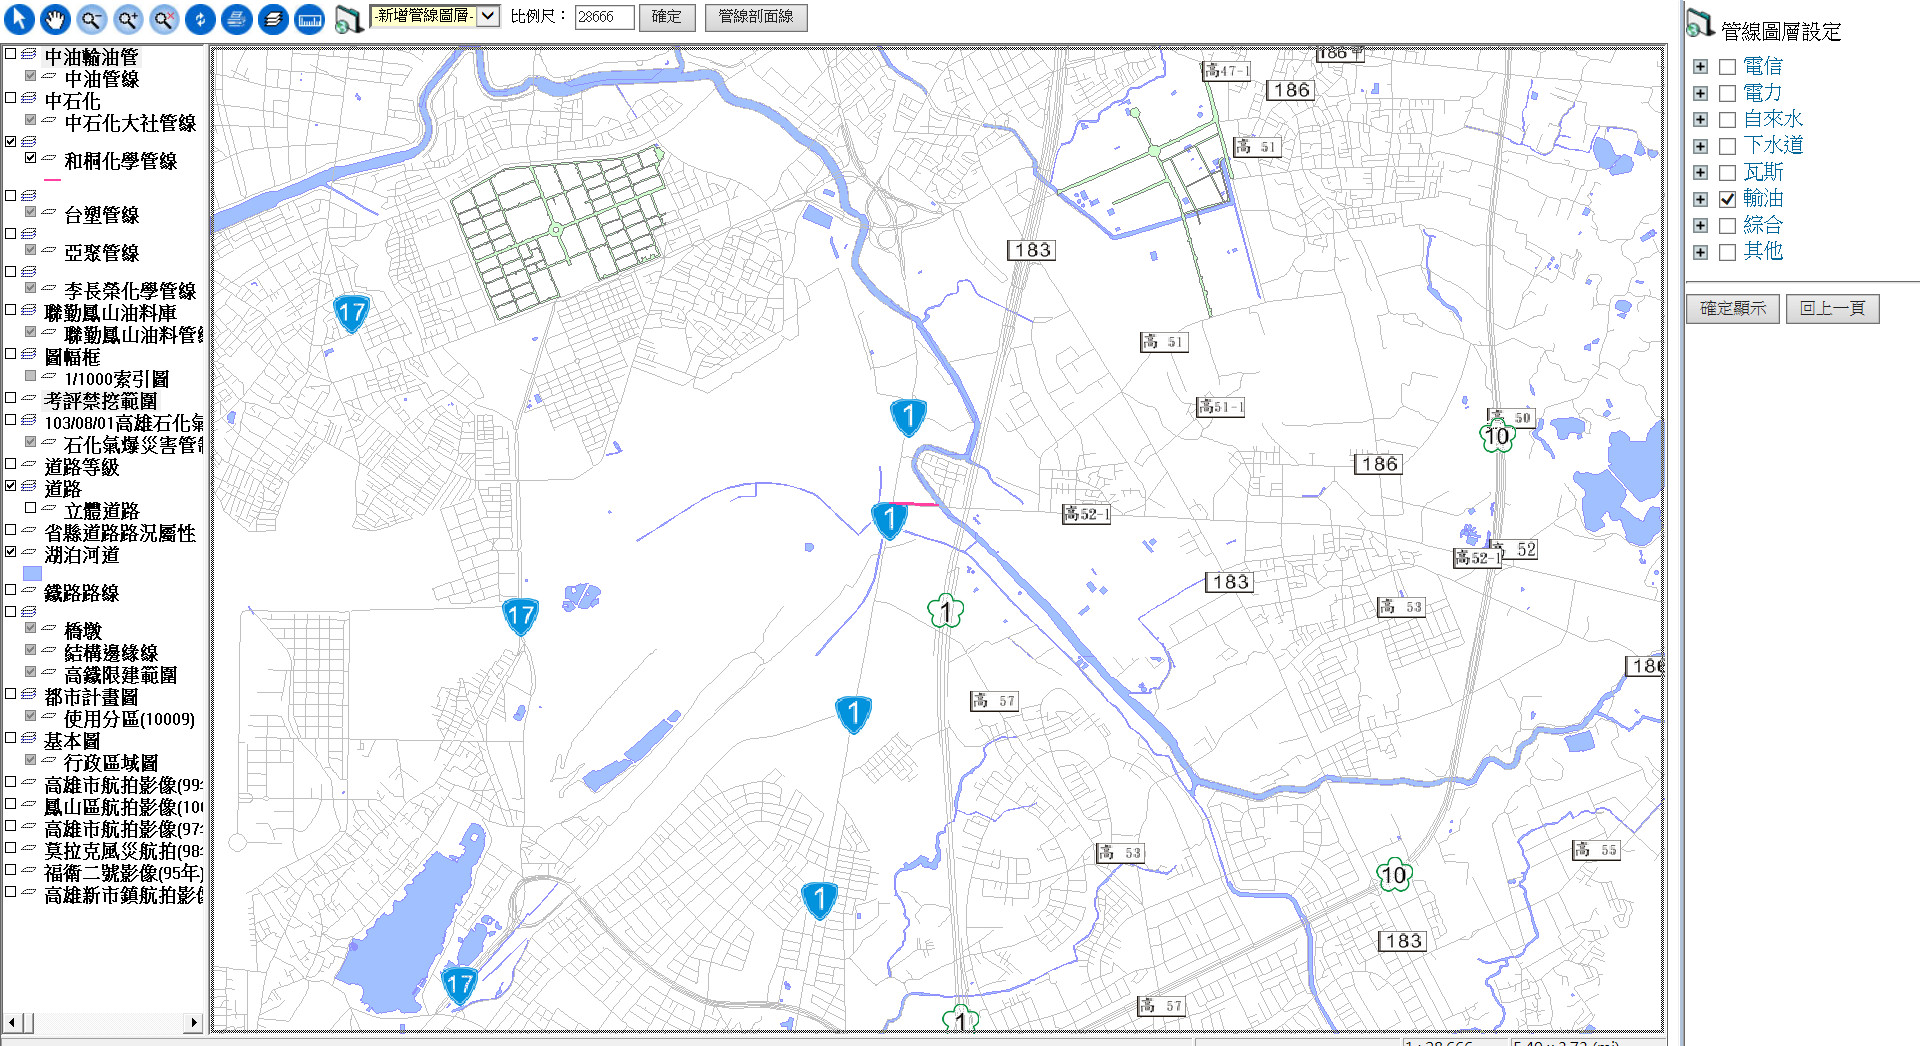 -新增管線圖層-
比例尺：
28666
確定
管線剖面線
中油輸油管
中油管線
中石化
中石化大社管線
和桐化學管線
台塑管線
亞聚管線
李長榮化學管線
聯勤鳳山油料庫
聯勤鳳山油料管
圖幅框
1/1000索引圖
考評禁挖範圍
103/08/01高雄石化氣
石化氣爆災害管
道路等級
道路
立體道路
省縣道路路況屬性
湖泊河道
鐵路路線
橋墩
結構邊緣線
高鐵限建範圍
都市計畫圖
使用分區(10009)
基本圖
行政區域圖
高雄市航拍影像(99
鳳山區航拍影像(10
高雄市航拍影像(97
莫拉克風災航拍(98
福衛二號影像(95年)
高雄新市鎮航拍影
186 甲
高47-1
186
高 51
183
17
高 51
高51-1
1
高 50
10
186
高52-1
1
高 52
高52-1
183
高 53
17
1
186
高 57
1
高 53
高 55
10
1
183
17
高 57
1
管線圖層設定
電信
電力
自來水
下水道
瓦斯
輸油
綜合
其他
確定顯示
回上一頁